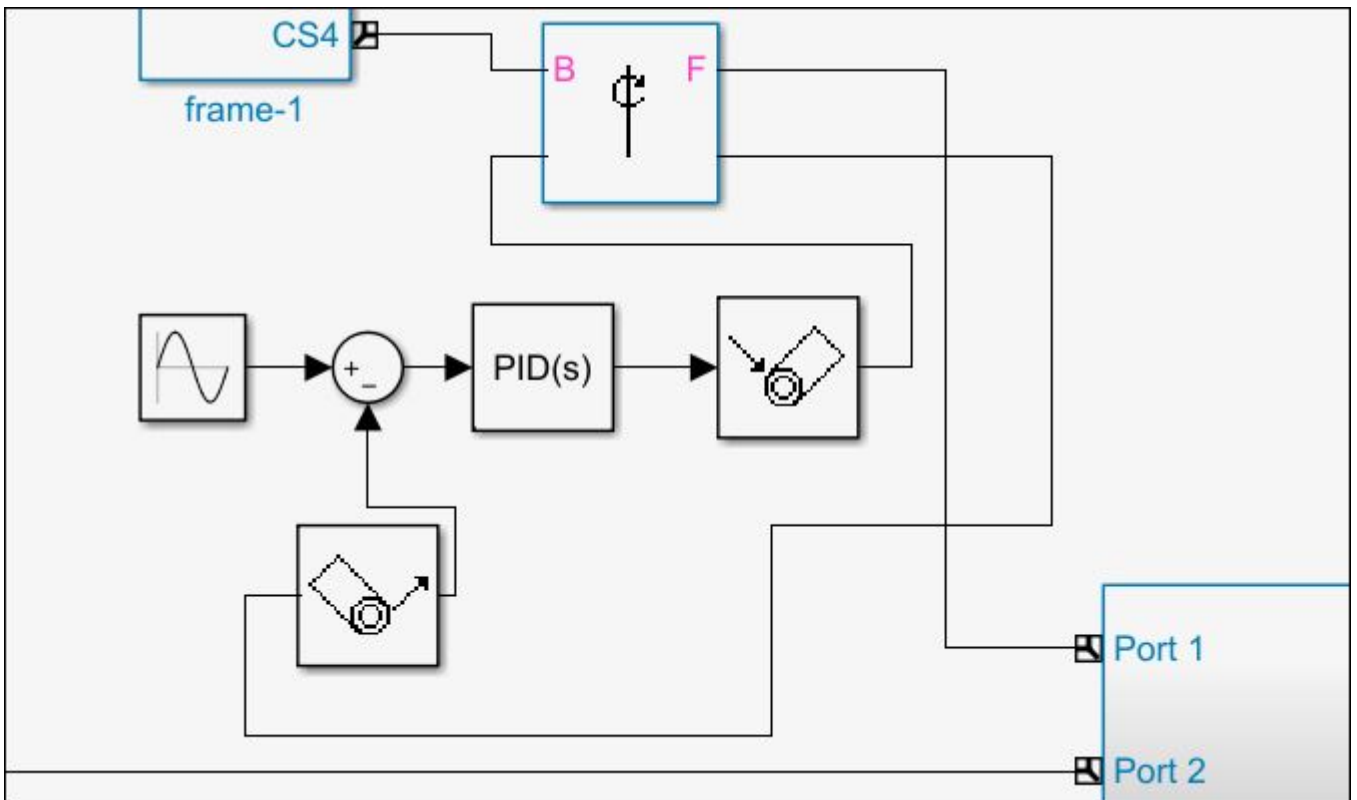 CS4
frame-1
B
F
+
−
PID(s)
Port 1
Port 2